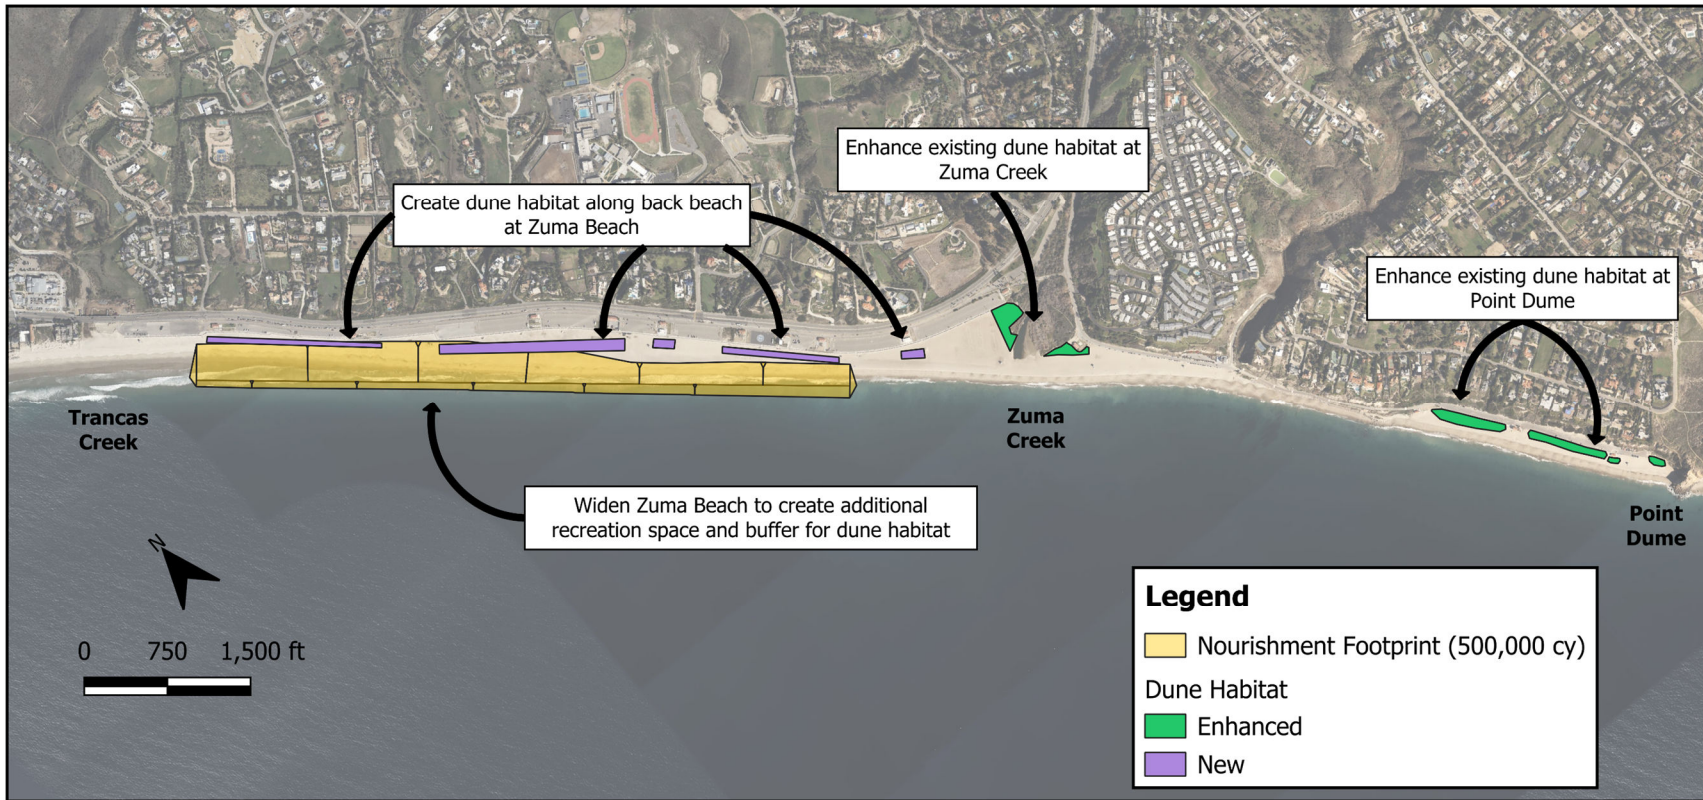 Enhance existing dune habitat at
Zuma Creek
Create dune habitat along back beach
at Zuma Beach
Enhance existing dune habitat at
Point Dume
Trancas
Creek
Zuma
Creek
Widen Zuma Beach to create additional
recreation space and buffer for dune habitat
Point
Dume
N
0 750 1,500 ft
Legend
Nourishment Footprint (500,000 cy)
Dune Habitat
Enhanced
New